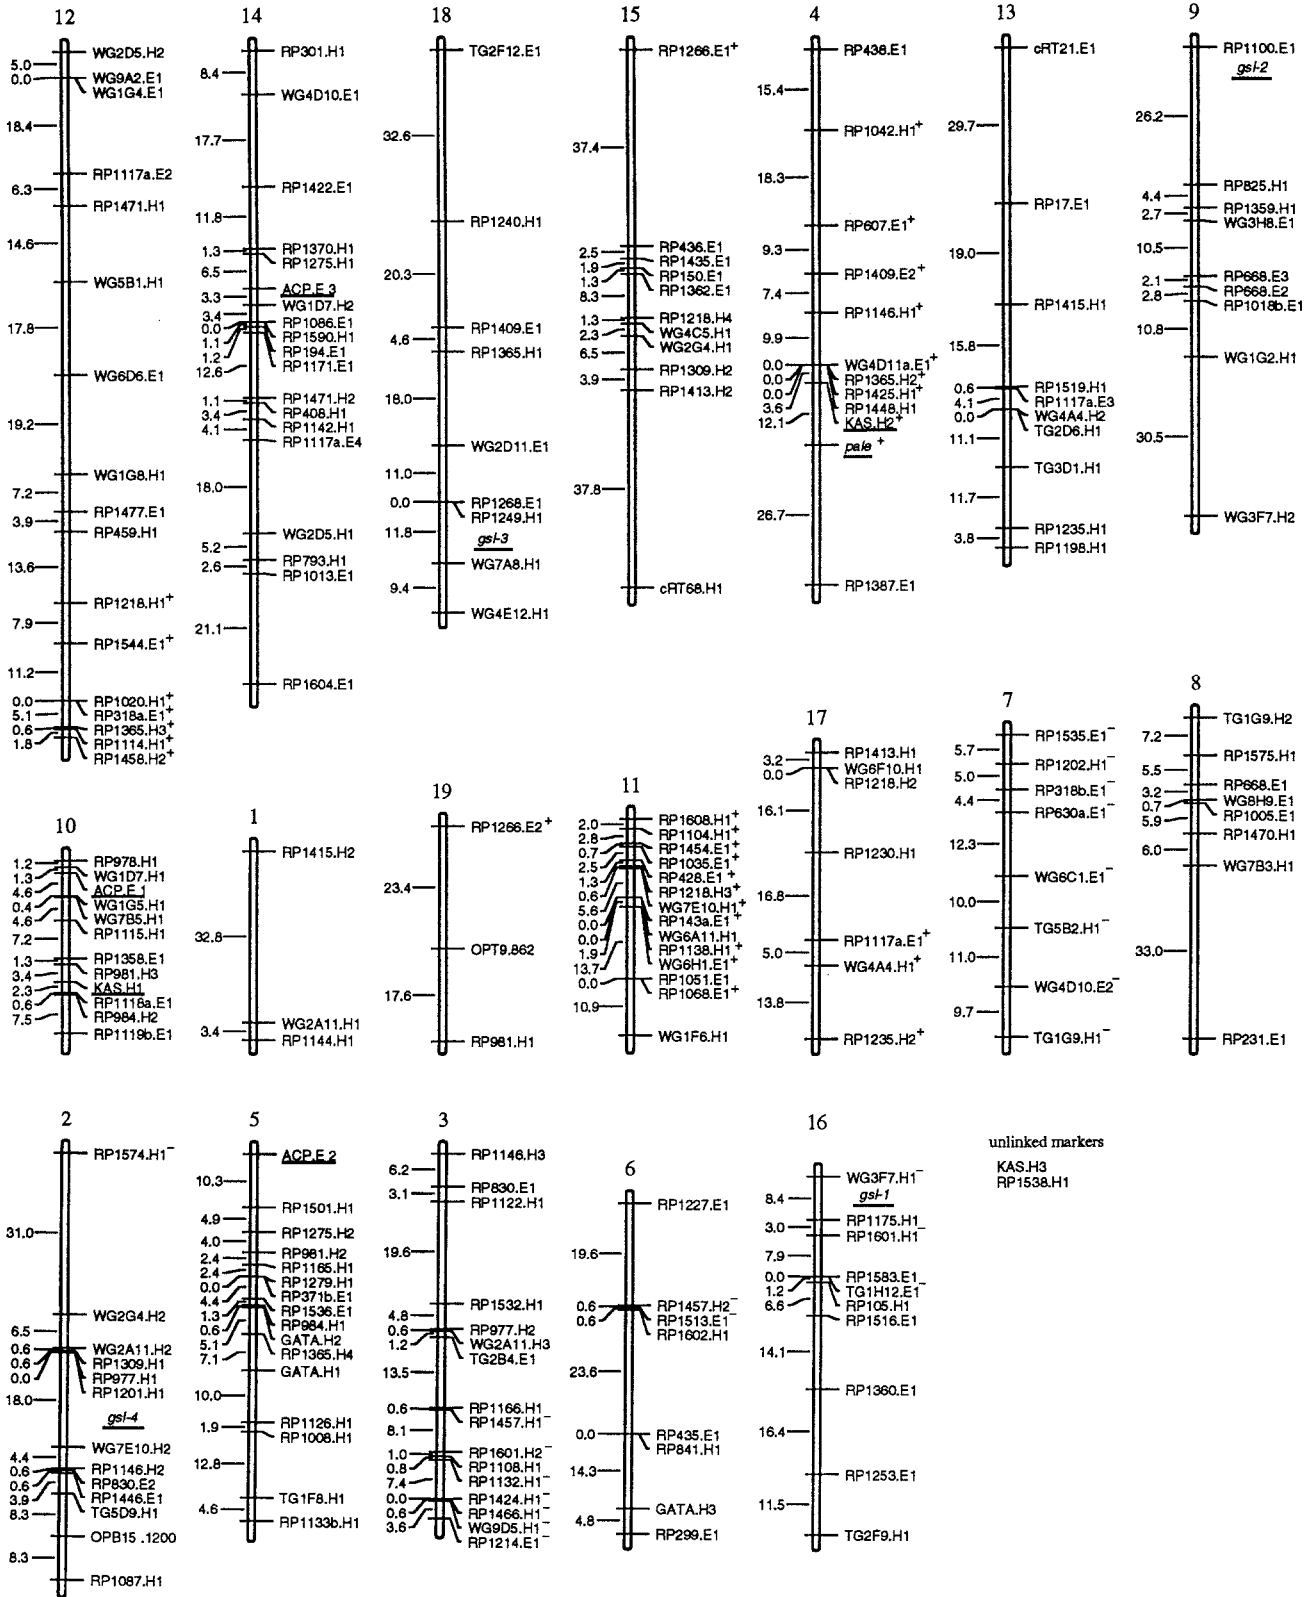 12
5.0
0.0
18.4
6.3
14.6
17.8
19.2
7.2
3.9
13.6
7.9
11.2
0.0
5.1
0.6
1.8
WG2D5.H2
WG9A2.E1
WG1G4.E1
RP1117a.E2
RP1471.H1
WG5B1.H1
WG6D6.E1
WG1G8.H1
RP1477.E1
RP459.H1
RP1218.H1+
RP1544.E1+
RP1020.H1+
RP318a.E1+
RP1365.H3+
RP1114.H1+
RP1458.H2+
14
8.4
17.7
11.8
1.3
6.5
3.3
3.4
0.0
1.1
1.2
12.6
1.1
3.4
4.1
18.0
5.2
2.6
21.1
RP301.H1
WG4D10.E1
RP1422.E1
RP1370.H1
RP1275.H1
ACP.E.3
WG1D7.H2
RP1086.E1
RP1590.H1
RP194.E1
RP1171.E1
RP1471.H2
RP408.H1
RP1142.H1
RP1117a.E4
WG2D5.H1
RP793.H1
RP1013.E1
RP1604.E1
18
32.6
20.3
4.6
18.0
11.0
0.0
11.8
9.4
TG2F12.E1
RP1240.H1
RP1409.E1
RP1365.H1
WG2D11.E1
RP1268.E1
RP1249.H1
gsl-3
WG7A8.H1
WG4E12.H1
15
37.4
2.5
1.9
1.3
8.3
1.3
2.3
6.5
3.9
37.8
RP1266.E1+
RP436.E1
RP1435.E1
RP150.E1
RP1362.E1
RP1218.H4
WG4C5.H1
WG2G4.H1
RP1309.H2
RP1413.H2
cRT68.H1
4
15.4
18.3
9.3
7.4
9.9
0.0
0.0
0.0
3.6
12.1
26.7
RP436.E1
RP1042.H1+
RP607.E1+
RP1409.E2+
RP1146.H1+
WG4D11a.E1+
RP1365.H2+
RP1425.H1+
RP1448.H1
KAS.H2+
pale+
RP1387.E1
13
29.7
19.0
15.8
0.6
4.1
0.0
11.1
11.7
3.8
cRT21.E1
RP17.E1
RP1415.H1
RP1519.H1
RP1117a.E3
WG4A4.H2
TG2D6.H1
TG3D1.H1
RP1235.H1
RP1198.H1
9
26.2
4.4
2.7
10.5
2.1
2.8
10.8
30.5
RP1100.E1
gsl-2
RP825.H1
RP1359.H1
WG3H8.E1
RP668.E3
RP668.E2
RP1018b.E1
WG1G2.H1
WG3F7.H2
10
1.2
1.3
4.6
0.4
4.6
7.2
1.3
3.4
2.3
0.6
7.5
RP978.H1
WG1D7.H1
ACP.E.1
WG1G5.H1
WG7B5.H1
RP1115.H1
RP1358.E1
RP981.H3
KAS.H1
RP1118a.E1
RP984.H2
RP1119b.E1
1
32.8
3.4
RP1415.H2
WG2A11.H1
RP1144.H1
19
23.4
17.6
RP1266.E2+
OPT9.862
RP981.H1
11
2.0
2.8
0.7
2.5
1.3
0.6
5.6
0.0
0.0
1.9
13.7
0.0
10.9
RP1608.H1+
RP1104.H1+
RP1454.E1+
RP1035.E1+
RP428.E1+
RP1218.H3+
WG7E10.H1+
RP143a.E1+
WG6A11.H1
RP1138.H1+
WG6H1.E1+
RP1051.E1
RP1068.E1+
WG1F6.H1
17
3.2
0.0
16.1
16.8
5.0
13.8
RP1413.H1
WG6F10.H1
RP1218.H2
RP1230.H1
RP1117a.E1+
WG4A4.H1+
RP1235.H2+
7
5.7
5.0
4.4
12.3
10.0
11.0
9.7
RP1535.E1-
RP1202.H1-
RP318b.E1-
RP630a.E1-
WG6C1.E1-
TG5B2.H1-
WG4D10.E2-
TG1G9.H1-
8
7.2
5.5
3.2
0.7
5.9
6.0
33.0
TG1G9.H2
RP1575.H1
RP668.E1
WG8H9.E1
RP1005.E1
RP1470.H1
WG7B3.H1
RP231.E1
2
31.0
6.5
0.6
0.6
0.0
18.0
4.4
0.6
0.6
3.9
8.3
8.3
RP1574.H1-
WG2G4.H2
WG2A11.H2
RP1309.H1
RP977.H1
RP1201.H1
gsl-4
WG7E10.H2
RP1146.H2
RP830.E2
RP1446.E1
TG5D9.H1
OPB15 .1200
RP1087.H1
5
10.3
4.9
4.0
2.4
2.4
0.0
4.4
1.3
0.6
5.1
7.1
10.0
1.9
12.8
4.6
ACP.E.2
RP1501.H1
RP1275.H2
RP981.H2
RP1165.H1
RP1279.H1
RP371b.E1
RP1536.E1
RP984.H1
GATA.H2
RP1365.H4
GATA.H1
RP1126.H1
RP1008.H1
TG1F8.H1
RP1133b.H1
3
6.2
3.1
19.6
4.8
0.6
1.2
13.5
0.6
8.1
1.0
0.8
7.4
0.0
0.6
3.6
RP1146.H3
RP830.E1
RP1122.H1
RP1532.H1
RP977.H2
WG2A11.H3
TG2B4.E1
RP1166.H1
RP1457.H1-
RP1601.H2-
RP1108.H1
RP1132.H1-
RP1424.H1-
RP1466.H1-
WG9D5.H1-
RP1214.E1-
6
19.6
0.6
0.6
23.6
0.0
14.3
4.8
RP1227.E1
RP1457.H2-
RP1513.E1-
RP1602.H1
RP435.E1
RP841.H1
GATA.H3
RP299.E1
16
8.4
3.0
7.9
0.0
1.2
6.6
14.1
16.4
11.5
WG3F7.H1-
gsl-1
RP1175.H1
RP1601.H1-
RP1583.E1
TG1H12.E1-
RP105.H1
RP1516.E1
RP1360.E1
RP1253.E1
TG2F9.H1
unlinked markers
KAS.H3
RP1538.H1